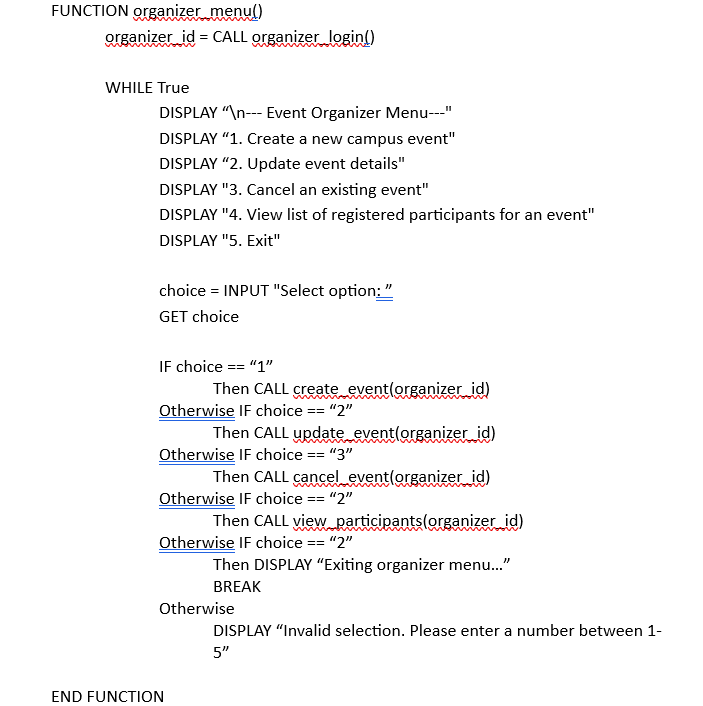 FUNCTION organizer_menu()
organizer_id = CALL organizer_login()
WHILE True
DISPLAY “\n--- Event Organizer Menu---"
DISPLAY “1. Create a new campus event"
DISPLAY “2. Update event details"
DISPLAY "3. Cancel an existing event"
DISPLAY "4. View list of registered participants for an event"
DISPLAY "5. Exit"
choice = INPUT "Select option: ”
GET choice
IF choice == “1”
Then CALL create_event(organizer_id)
Otherwise IF choice == “2”
Then CALL update_event(organizer_id)
Otherwise IF choice == “3”
Then CALL cancel_event(organizer_id)
Otherwise IF choice == “2”
Then CALL view_participants(organizer_id)
Otherwise IF choice == “2”
Then DISPLAY “Exiting organizer menu...”
BREAK
Otherwise
DISPLAY “Invalid selection. Please enter a number between 1-
5”
END FUNCTION